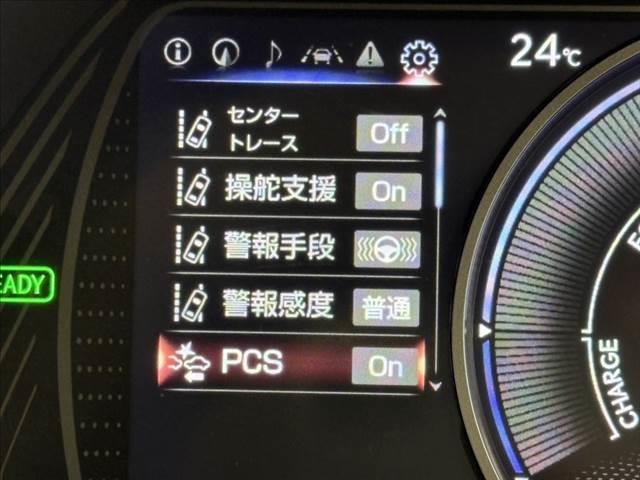 24℃
センター
トレース
Off
操舵支援
On
警報手段
警報感度
普通
PCS
On
EADY
CHARGE